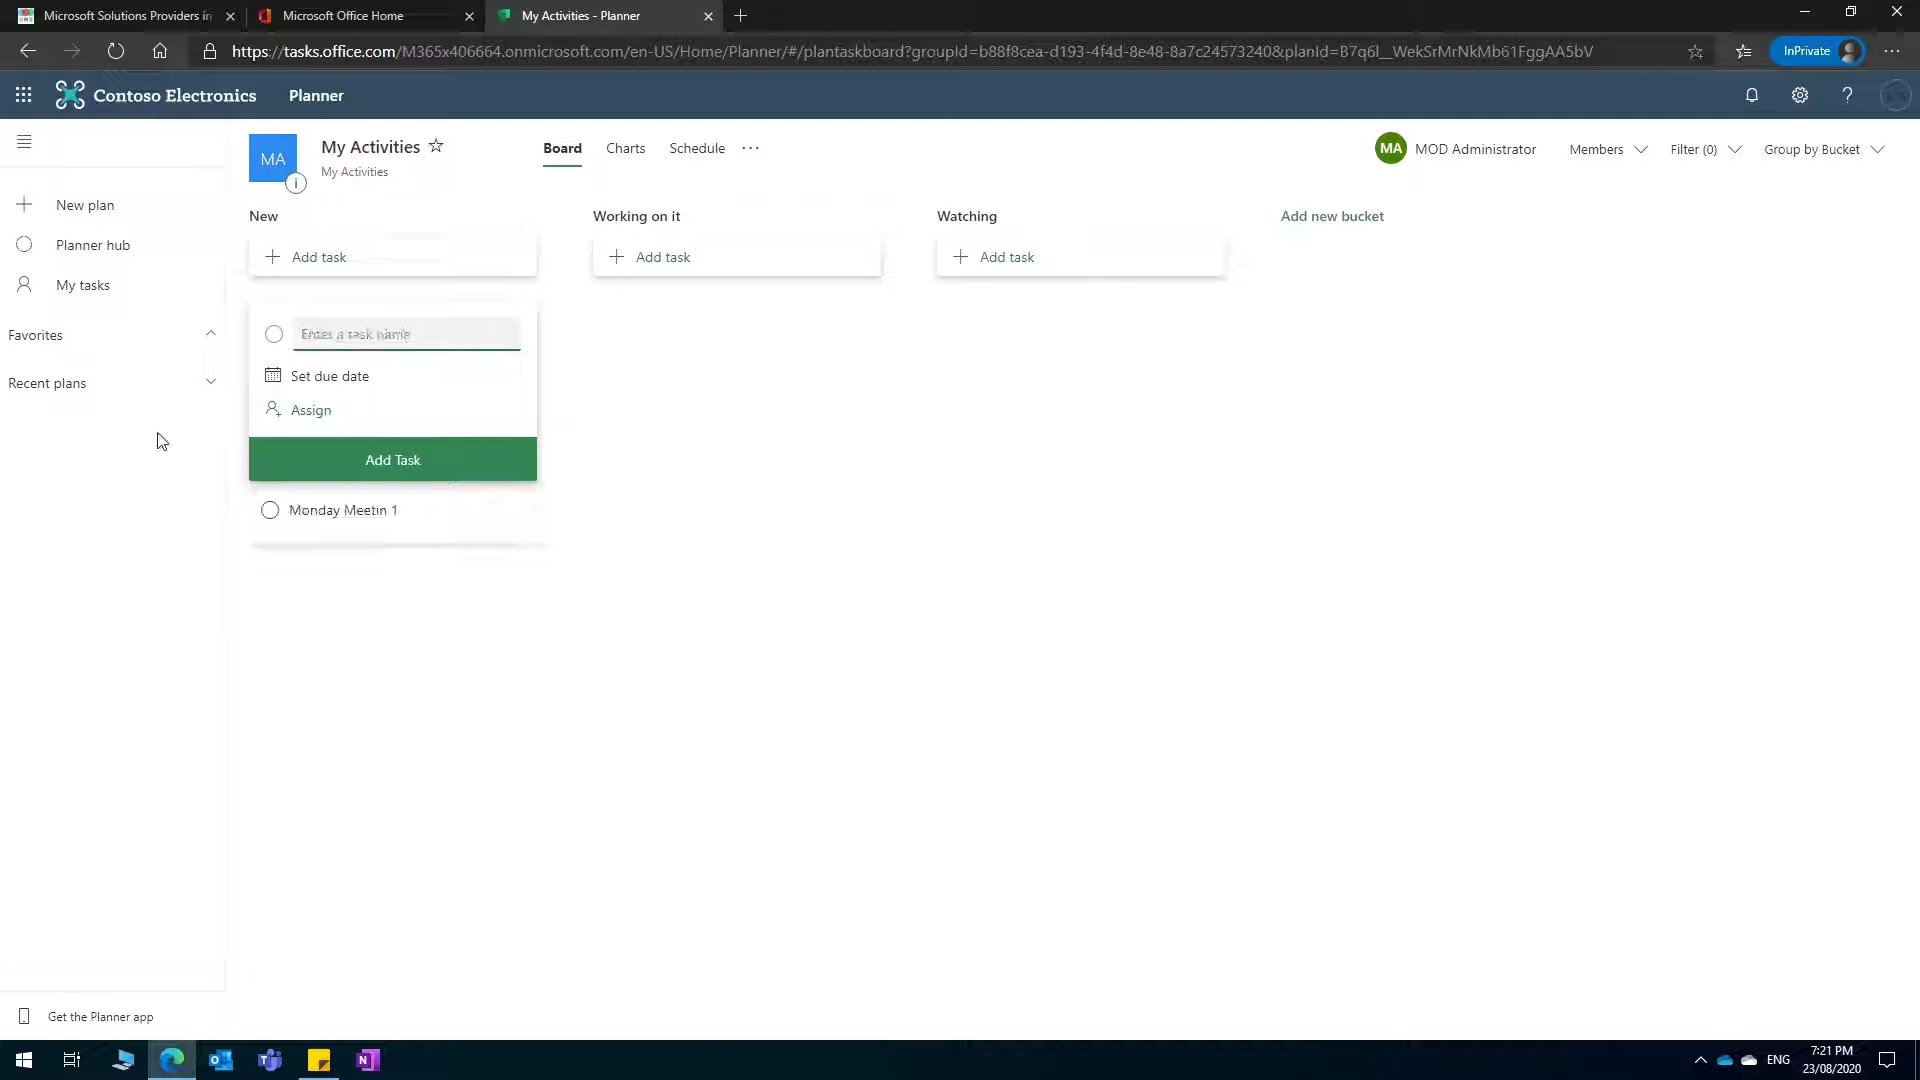 Microsoft Solutions Providers in
Microsoft Office Home
My Activities - Planner
https://tasks.office.com/M365x406664.onmicrosoft.com/en-US/Home/Planner/#/plantaskboard?groupId=b88f8cea-d193-4f4d-8e48-8a7c24573240&planId=B7q6l__WekSrMrNkMb61FggAA5bV
InPrivate
Contoso Electronics
Planner
?
MA
My Activities
My Activities
Board
Charts
Schedule
MA
MOD Administrator
Members
Filter (0)
Group by Bucket
New plan
Planner hub
My tasks
Favorites
Recent plans
New
Working on it
Watching
Add new bucket
Add task
Add task
Add task
Enter a task name
Set due date
Assign
Add Task
Monday Meetin 1
Get the Planner app
ENG
7:21 PM
23/08/2020